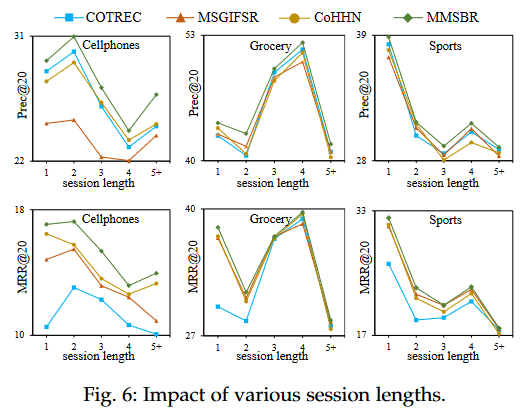 COTREC MSGIFSR CoHHN MMSBR
31 Cellphones 53 Grocery 39 Sports
Prec@20 Prec@20 Prec@20
22 40 28
1 2 3 4 5+ 1 2 3 4 5+ 1 2 3 4 5+
session length session length session length
18 Cellphones 40 Grocery 33 Sports
MRR@20 MRR@20 MRR@20
10 27 17
1 2 3 4 5+ 1 2 3 4 5+ 1 2 3 4 5+
session length session length session length
Fig. 6: Impact of various session lengths.